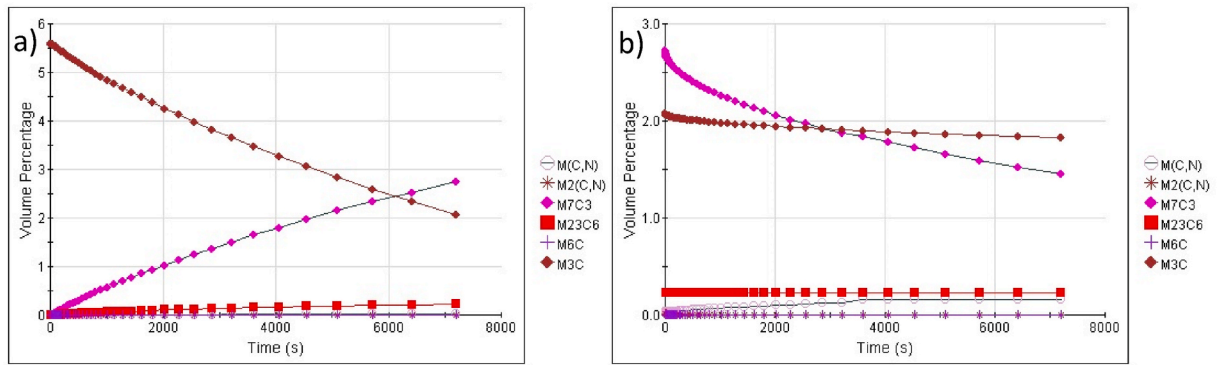 a)
Volume Percentage
6
5
4
3
2
1
0
0
2000
4000
6000
8000
Time (s)
M(C,N)
M2(C,N)
M7C3
M23C6
M6C
M3C
b)
Volume Percentage
3.0
2.0
1.0
0.0
0
2000
4000
6000
8000
Time (s)
M(C,N)
M2(C,N)
M7C3
M23C6
M6C
M3C